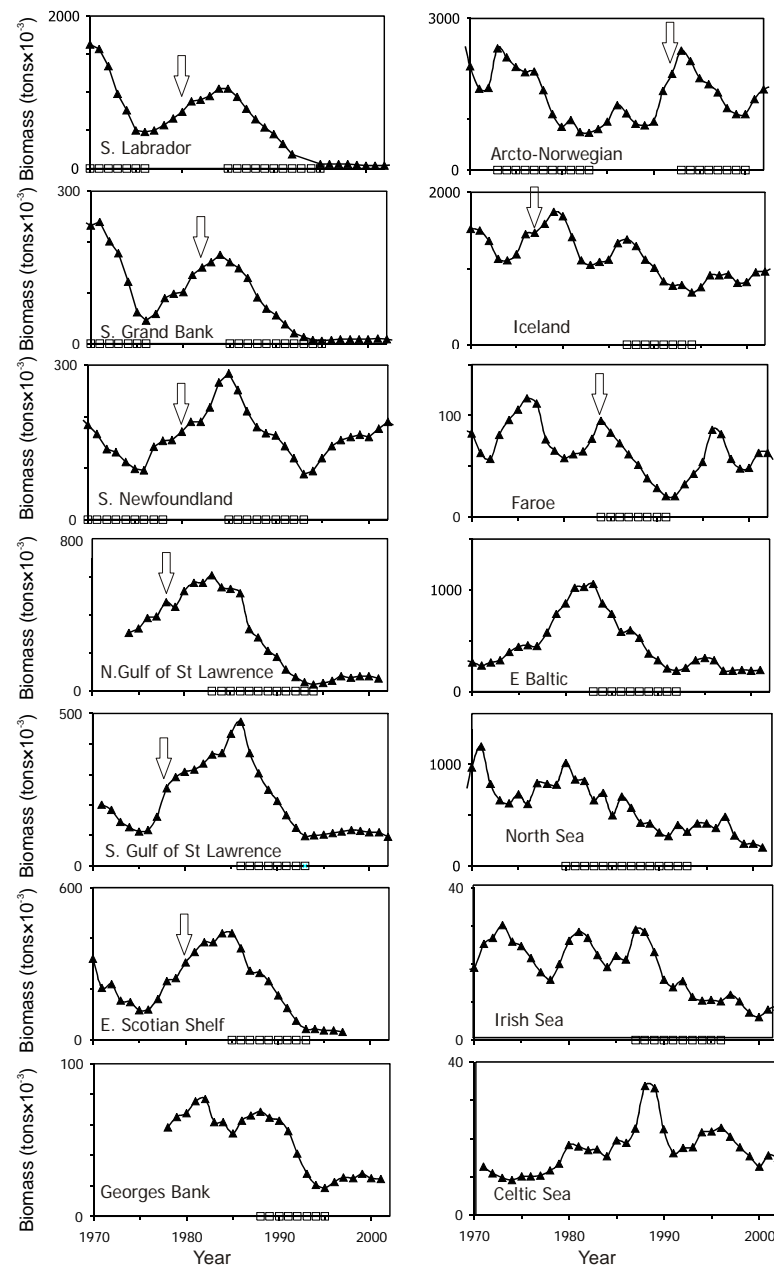 Biomass (tons×10⁻³)
2000
0
S. Labrador
Biomass (tons×10⁻³)
300
0
S. Grand Bank
Biomass (tons×10⁻³)
300
0
S. Newfoundland
Biomass (tons×10⁻³)
800
0
N.Gulf of St Lawrence
Biomass (tons×10⁻³)
500
0
S. Gulf of St Lawrence
Biomass (tons×10⁻³)
600
0
E. Scotian Shelf
Biomass (tons×10⁻³)
100
0
Georges Bank
1970 1980 1990 2000
Year
3000
0
Arcto-Norwegian
2000
0
Iceland
100
0
Faroe
1000
0
E Baltic
1000
0
North Sea
40
0
Irish Sea
40
0
Celtic Sea
1970 1980 1990 2000
Year